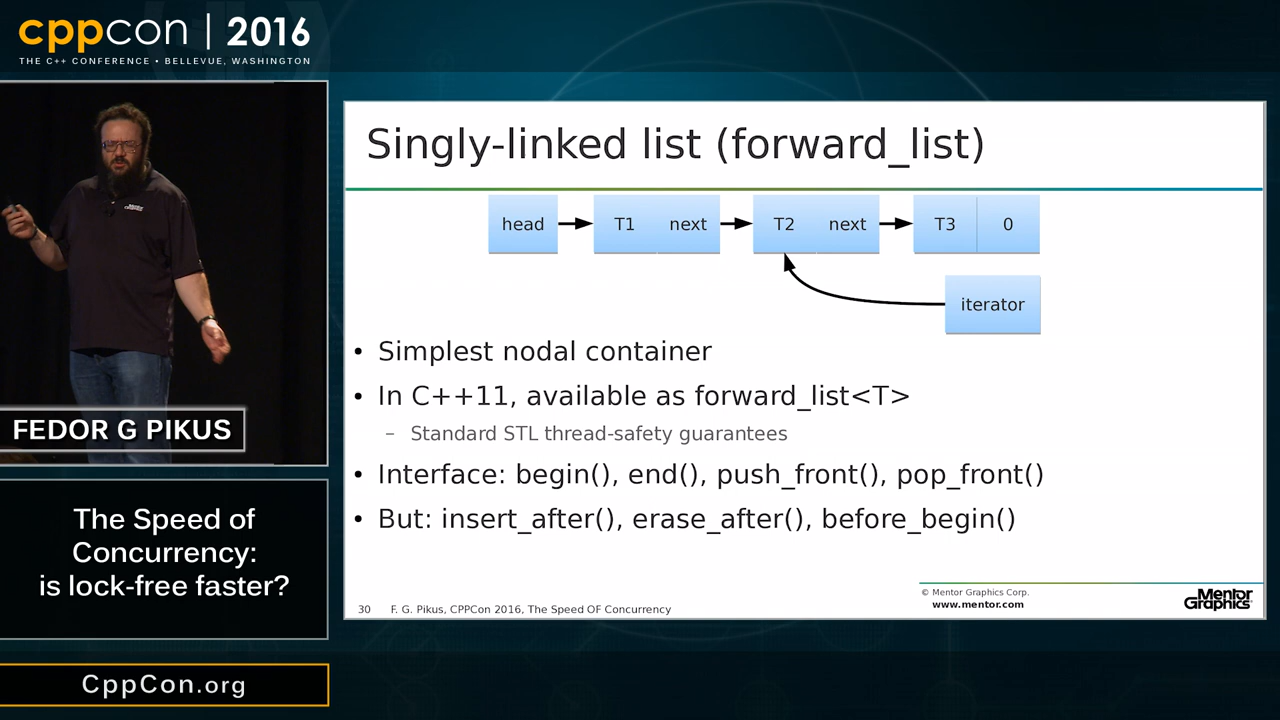 cppcon | 2016
THE C++ CONFERENCE • BELLEVUE, WASHINGTON
Mentor Graphics
FEDOR G PIKUS
The Speed of
Concurrency:
is lock-free faster?
CppCon.org
Singly-linked list (forward_list)
head T1 next T2 next T3 0
iterator
• Simplest nodal container
• In C++11, available as forward_list<T>
– Standard STL thread-safety guarantees
• Interface: begin(), end(), push_front(), pop_front()
• But: insert_after(), erase_after(), before_begin()
30 F. G. Pikus, CPPCon 2016, The Speed OF Concurrency
© Mentor Graphics Corp.
www.mentor.com
Mentor
Graphics